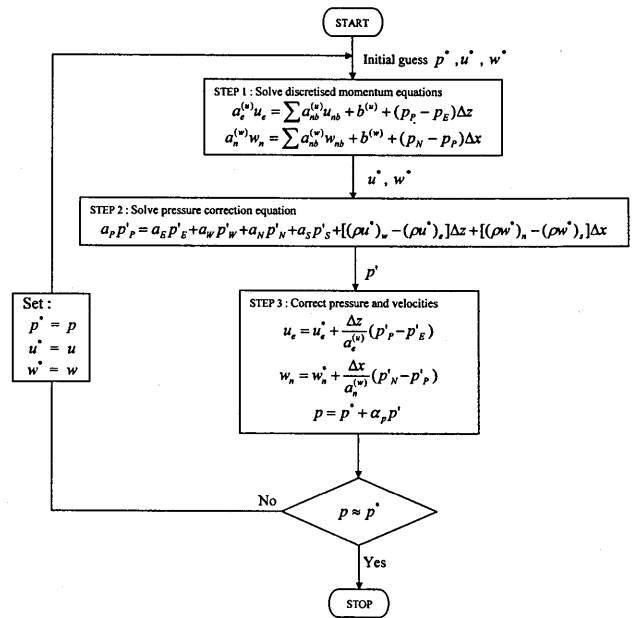 START
Initial guess p* , u* , w*
STEP 1 : Solve discretised momentum equations
a_e^(u) u_e = ∑ a_nb^(u) u_nb + b^(u) + (p_P − p_E)Δz
a_n^(w) w_n = ∑ a_nb^(w) w_nb + b^(w) + (p_N − p_P)Δx
u* , w*
STEP 2 : Solve pressure correction equation
a_P p'_P = a_E p'_E + a_W p'_W + a_N p'_N + a_S p'_S + [(ρu*)_w − (ρu*)_e]Δz + [(ρw*)_n − (ρw*)_s]Δx
p'
Set :
p* = p
u* = u
w* = w
STEP 3 : Correct pressure and velocities
u_e = u_e* + Δz/a_e^(u) (p'_P − p'_E)
w_n = w_n* + Δx/a_n^(w) (p'_N − p'_P)
p = p* + α_p p'
No
p ≈ p*
Yes
STOP